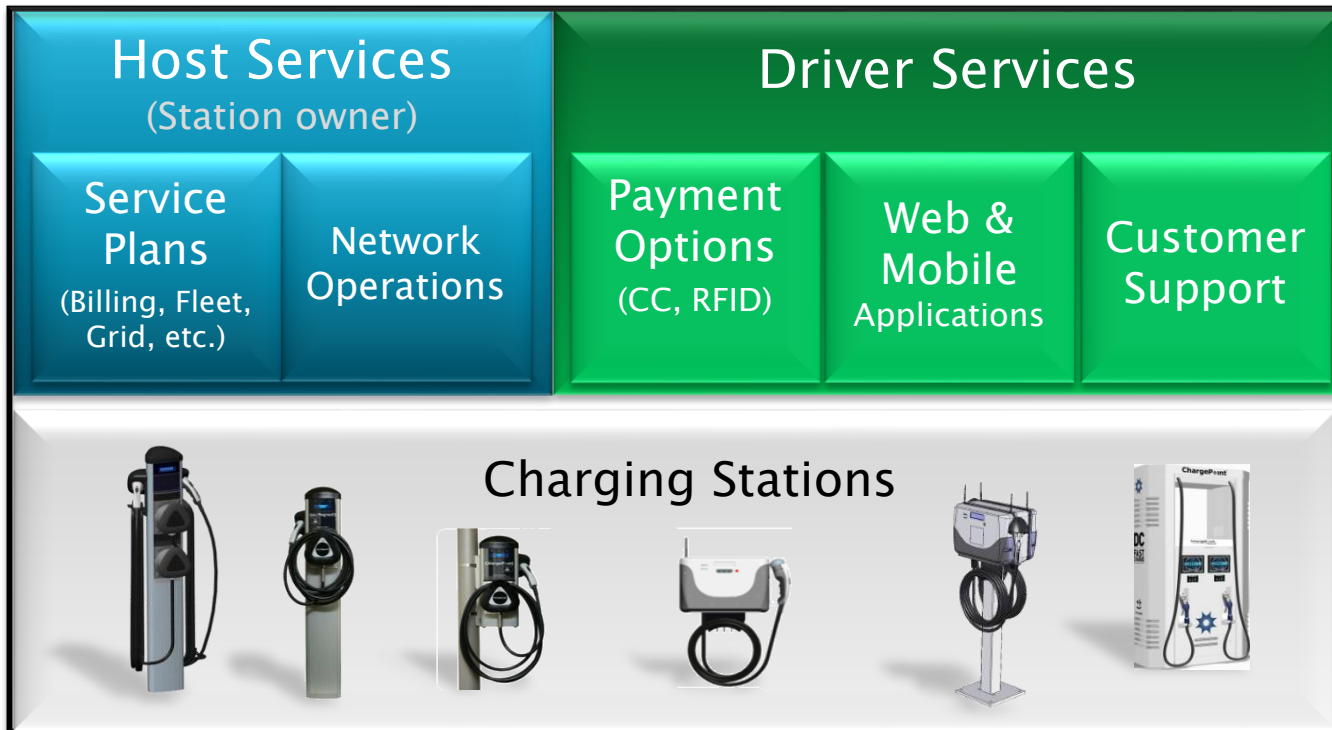 Host Services
(Station owner)
Service
Plans
(Billing, Fleet,
Grid, etc.)
Network
Operations
Driver Services
Payment
Options
(CC, RFID)
Web &
Mobile
Applications
Customer
Support
Charging Stations
ChargePoint
ChargePoint
DC
FAST